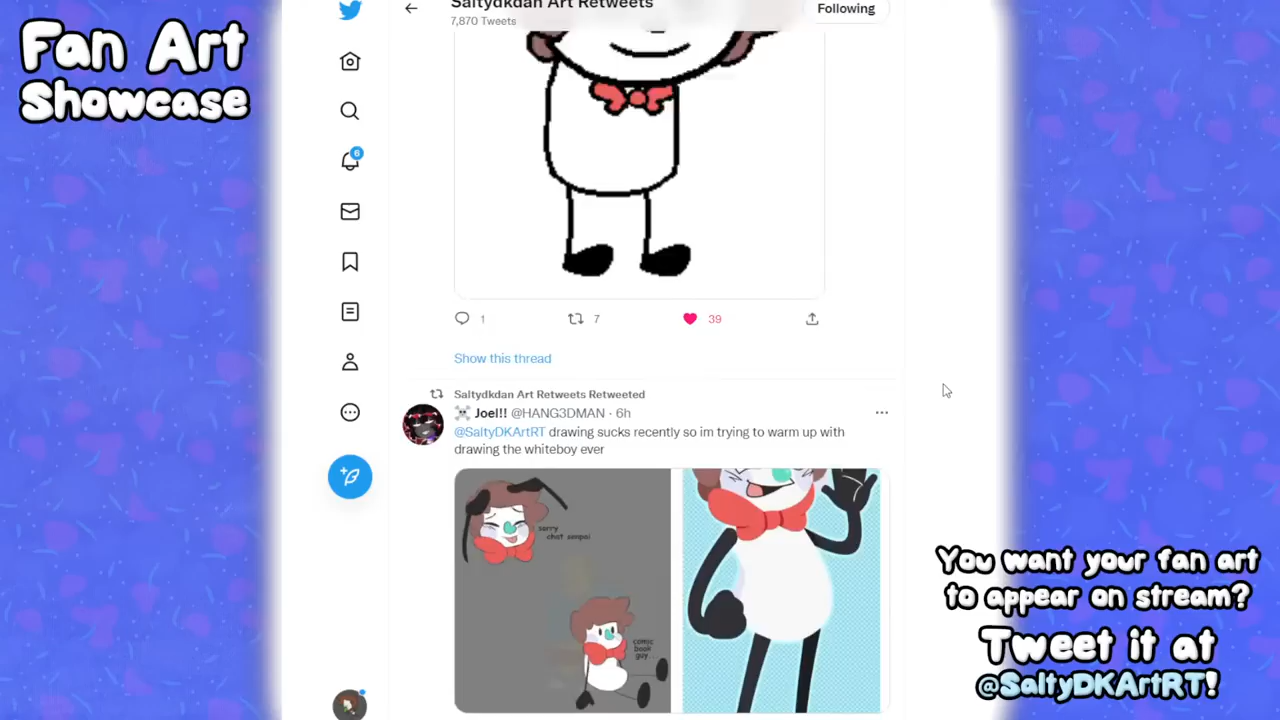 Fan Art
Showcase
Saltydkdan Art Retweets
7,870 Tweets
Following
6
1
7
39
Show this thread
Saltydkdan Art Retweets Retweeted
☠️ Joel!! @HANG3DMAN · 6h
@SaltyDKArtRT drawing sucks recently so im trying to warm up with
drawing the whiteboy ever
sorry
chat senpai
comic
book
guy...
You want your fan art
to appear on stream?
Tweet it at
@SaltyDKArtRT!